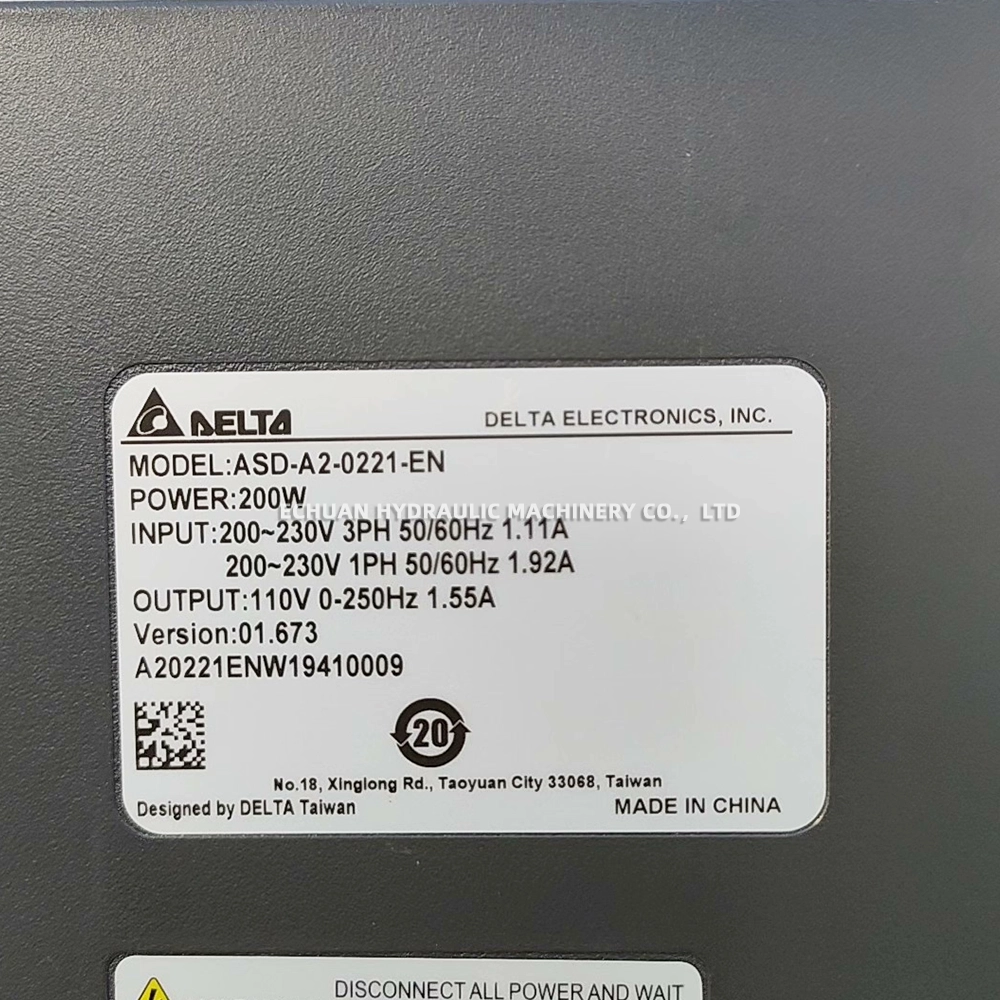 DELTA
DELTA ELECTRONICS, INC.
MODEL:ASD-A2-0221-EN
POWER:200W
ECHUAN HYDRAULIC MACHINERY CO., LTD
INPUT:200~230V 3PH 50/60Hz 1.11A
200~230V 1PH 50/60Hz 1.92A
OUTPUT:110V 0-250Hz 1.55A
Version:01.673
A20221ENW19410009
20
No.18, Xinglong Rd., Taoyuan City 33068, Taiwan
Designed by DELTA Taiwan
MADE IN CHINA
DISCONNECT ALL POWER AND WAIT